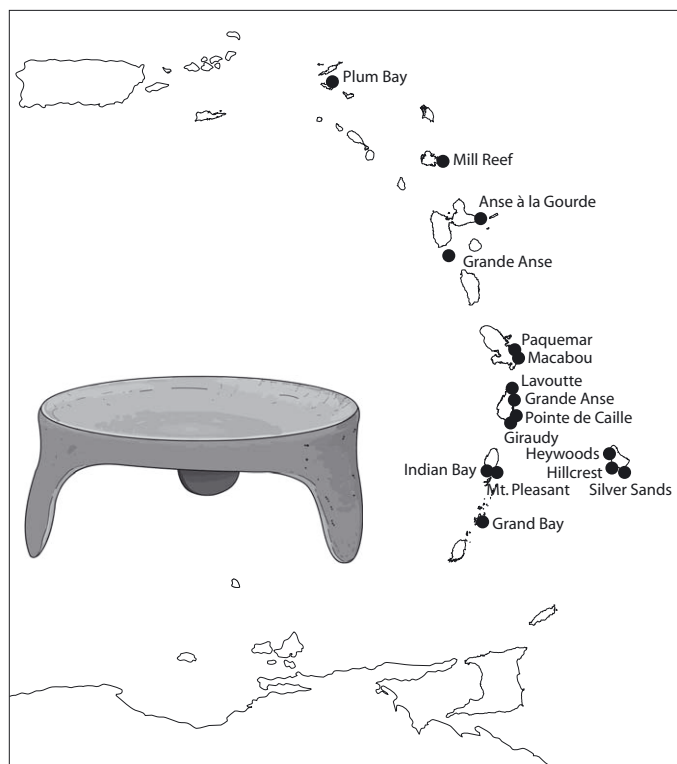 Plum Bay
Mill Reef
Anse à la Gourde
Grande Anse
Paquemar
Macabou
Lavoutte
Grande Anse
Pointe de Caille
Giraudy
Heywoods
Indian Bay
Hillcrest
Mt. Pleasant
Silver Sands
Grand Bay